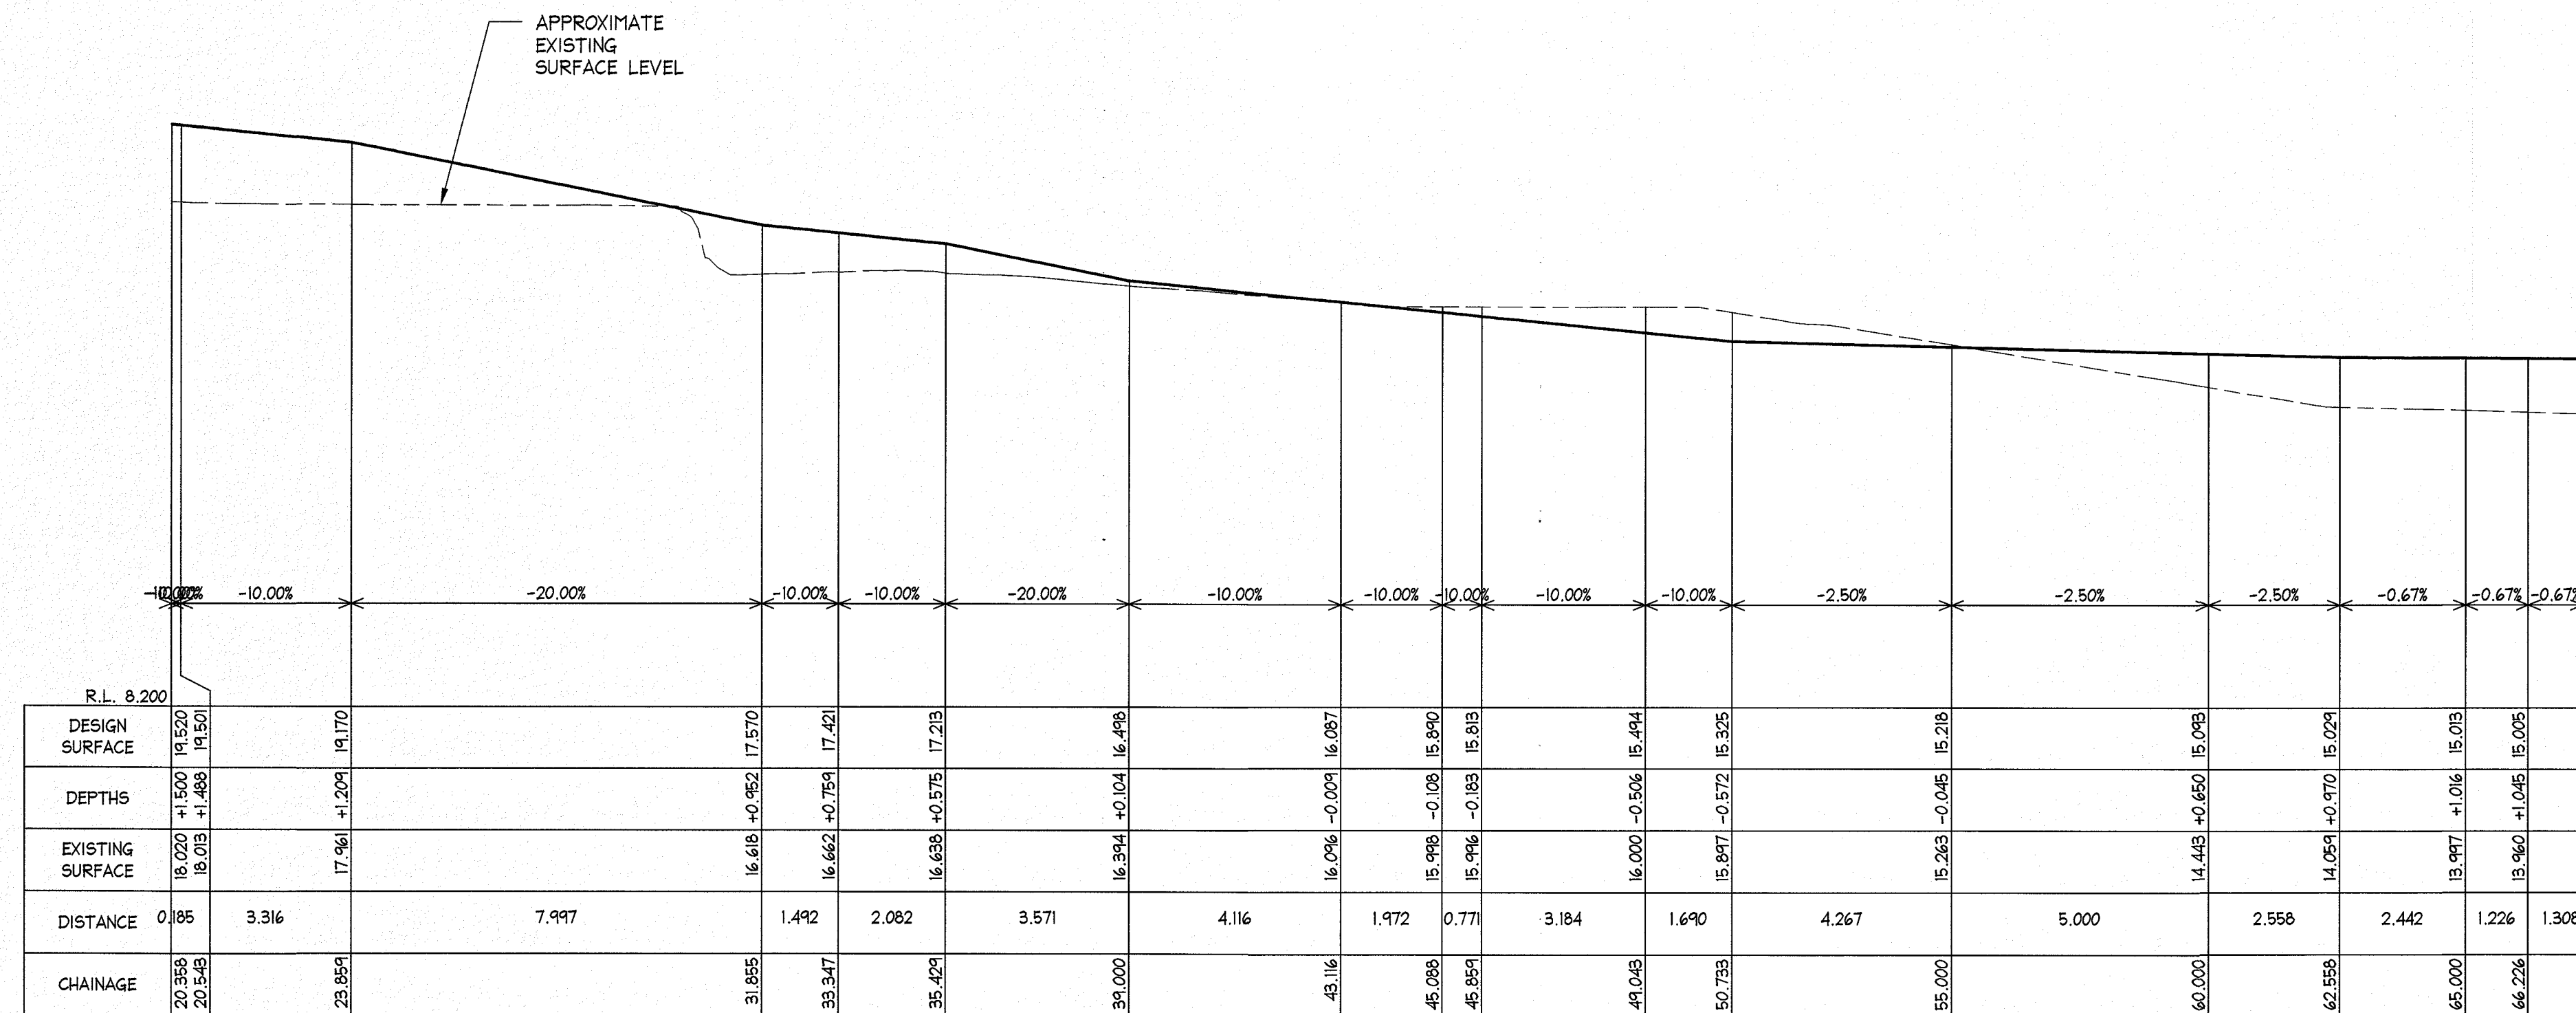 APPROXIMATE
EXISTING
SURFACE LEVEL
-10.00% -20.00% -10.00% -10.00% -20.00% -10.00% -10.00% -10.00% -10.00% -10.00% -2.50% -2.50% -2.50% -0.67% -0.67% -0.67%
R.L. 8.200
DESIGN
SURFACE
19.520 19.501 19.170 17.570 17.421 17.213 16.498 16.087 15.890 15.813 15.494 15.325 15.218 15.093 15.029 15.013 15.005
DEPTHS
+1.500 +1.488 +1.209 +0.952 +0.759 +0.575 +0.104 -0.009 -0.108 -0.183 -0.506 -0.572 -0.045 +0.650 +0.970 +1.016 +1.045
EXISTING
SURFACE
18.020 18.013 17.961 16.618 16.662 16.638 16.394 16.096 15.998 15.996 16.000 15.897 15.263 14.443 14.059 13.997 13.960
DISTANCE 0.185 3.316 7.997 1.492 2.082 3.571 4.116 1.972 0.771 3.184 1.690 4.267 5.000 2.558 2.442 1.226 1.308
CHAINAGE
20.358 20.543 23.859 31.855 33.347 35.429 39.000 43.116 45.088 45.859 49.043 50.733 55.000 60.000 62.558 65.000 66.226